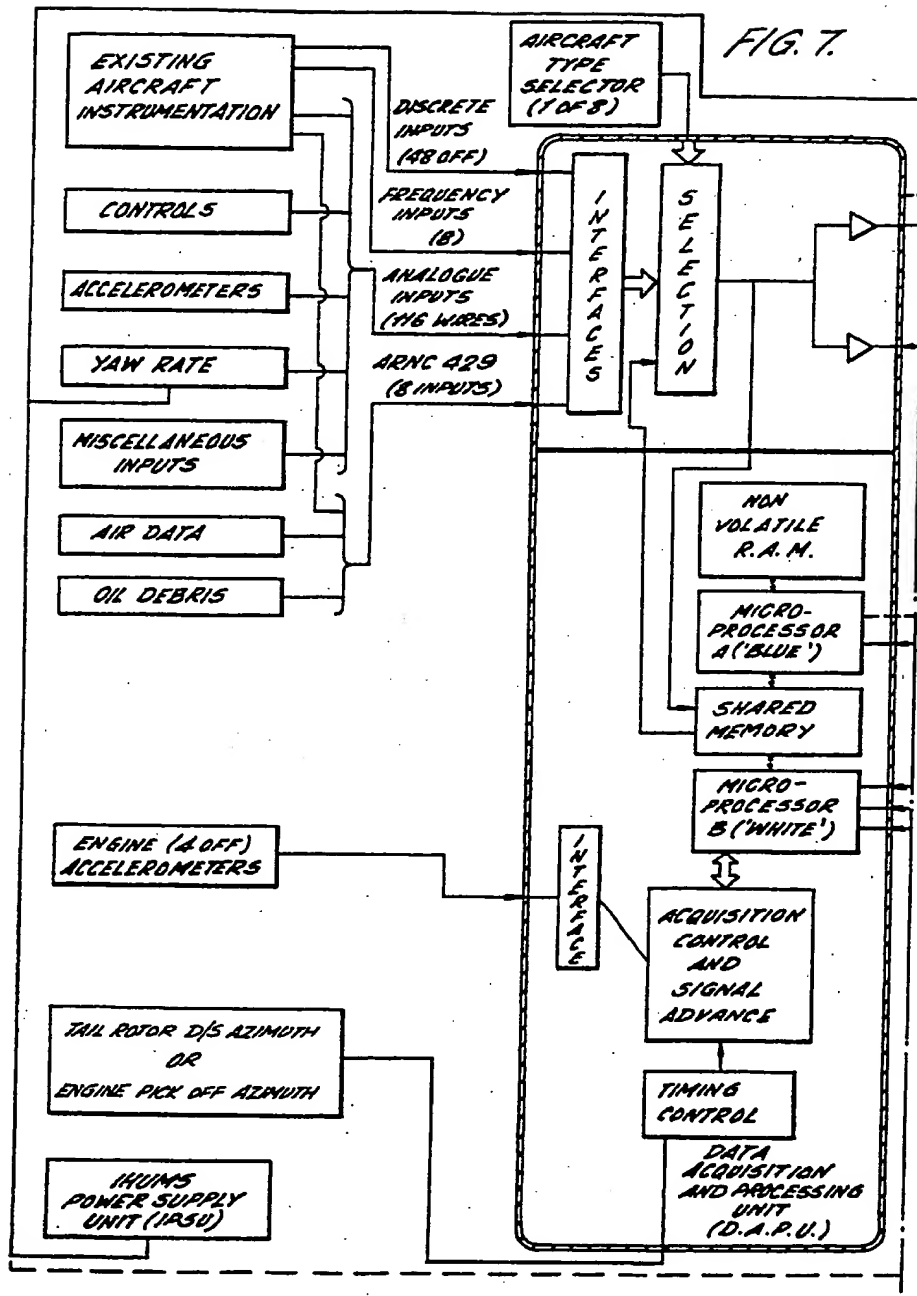 FIG. 7.
EXISTING
AIRCRAFT
INSTRUMENTATION
CONTROLS
ACCELEROMETERS
YAW RATE
MISCELLANEOUS
INPUTS
AIR DATA
OIL DEBRIS
ENGINE (4 OFF)
ACCELEROMETERS
TAIL ROTOR D/S AZIMUTH
OR
ENGINE PICK OFF AZIMUTH
IHUMS
POWER SUPPLY
UNIT (IPSU)
DISCRETE
INPUTS
(48 OFF)
FREQUENCY
INPUTS
(8)
ANALOGUE
INPUTS
(116 WIRES)
ARNC 429
(8 INPUTS)
AIRCRAFT
TYPE
SELECTOR
(1 OF 8)
INTERFACES
SELECTION
NON
VOLATILE
R.A.M.
MICRO-
PROCESSOR
A ('BLUE')
SHARED
MEMORY
MICRO-
PROCESSOR
B ('WHITE')
INTERFACE
ACQUISITION
CONTROL
AND
SIGNAL
ADVANCE
TIMING
CONTROL
DATA
ACQUISITION
AND PROCESSING
UNIT
(D.A.P.U.)